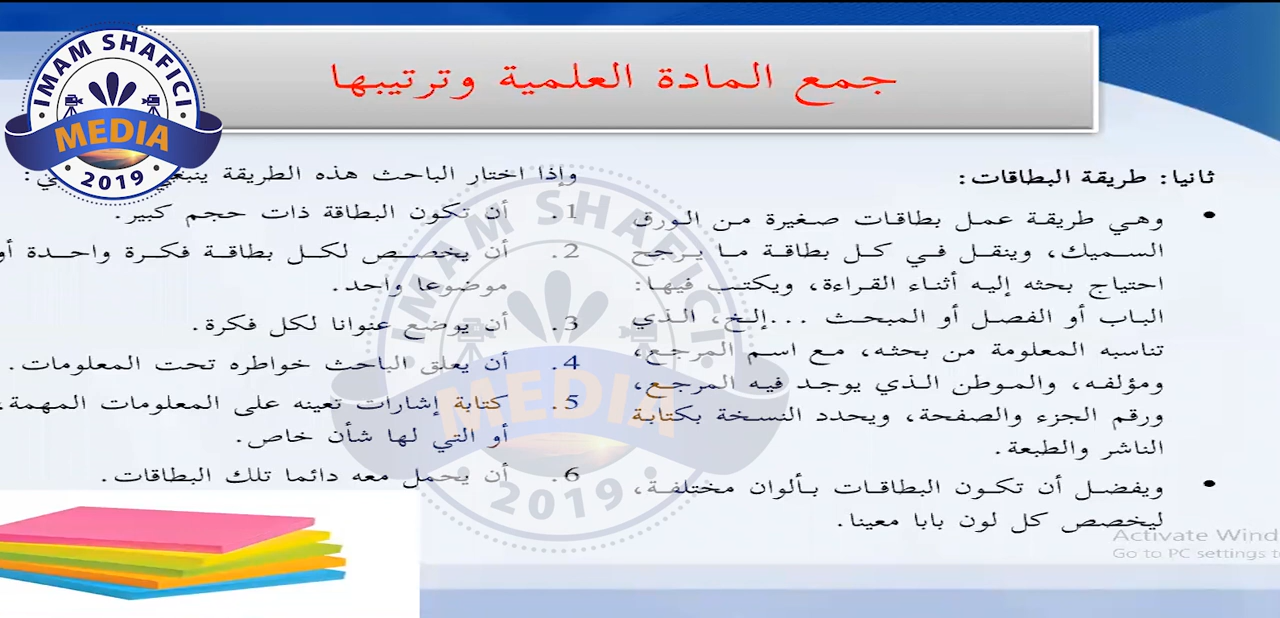 جمع المادة العلمية وترتيبها
ثانيا: طريقة البطاقات:
• وهي طريقة عمل بطاقات صغيرة من الورق
السميك، وينقل في كل بطاقة ما يرجح
احتياج بحثه إليه أثناء القراءة، ويكتب فيها:
الباب أو الفصل أو المبحث ...إلخ، الذي
تناسبه المعلومة من بحثه، مع اسم المرجع،
ومؤلفه، والموطن الذي يوجد فيه المرجع،
ورقم الجزء والصفحة، ويحدد النسخة بكتابة
الناشر والطبعة.
• ويفضل أن تكون البطاقات بألوان مختلفة،
ليخصص كل لون بابا معينا.
وإذا اختار الباحث هذه الطريقة ينبغي
1. أن تكون البطاقة ذات حجم كبير.
2. أن يخصص لكل بطاقة فكرة واحدة أو
موضوعا واحد.
3. أن يوضع عنوانا لكل فكرة.
4. أن يعلق الباحث خواطره تحت المعلومات.
5. كتابة إشارات تعينه على المعلومات المهمة،
أو التي لها شأن خاص.
6. أن يحمل معه دائما تلك البطاقات.
IMAM SHAFICI
MEDIA
2019
IMAM SHAFICI
MEDIA
2019
Activate Wind
Go to PC settings t